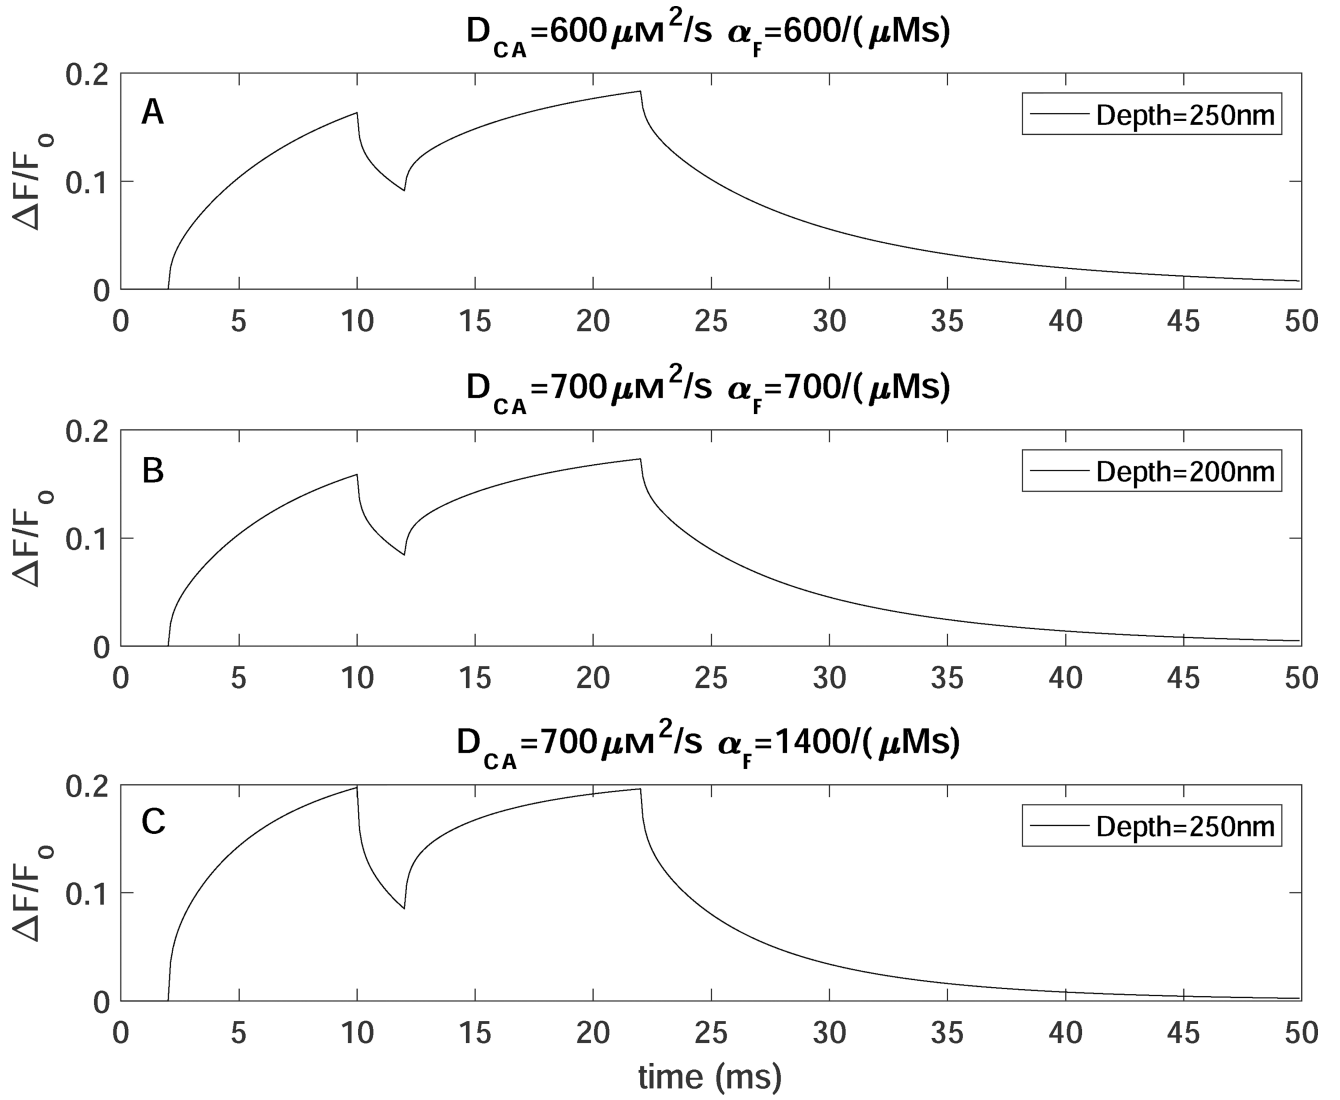 D_CA=600μM²/s α_F=600/(μMs)
0.2
A
Depth=250nm
ΔF/F₀
0.1
0
0 5 10 15 20 25 30 35 40 45 50
D_CA=700μM²/s α_F=700/(μMs)
0.2
B
Depth=200nm
ΔF/F₀
0.1
0
0 5 10 15 20 25 30 35 40 45 50
D_CA=700μM²/s α_F=1400/(μMs)
0.2
C
Depth=250nm
ΔF/F₀
0.1
0
0 5 10 15 20 25 30 35 40 45 50
time (ms)